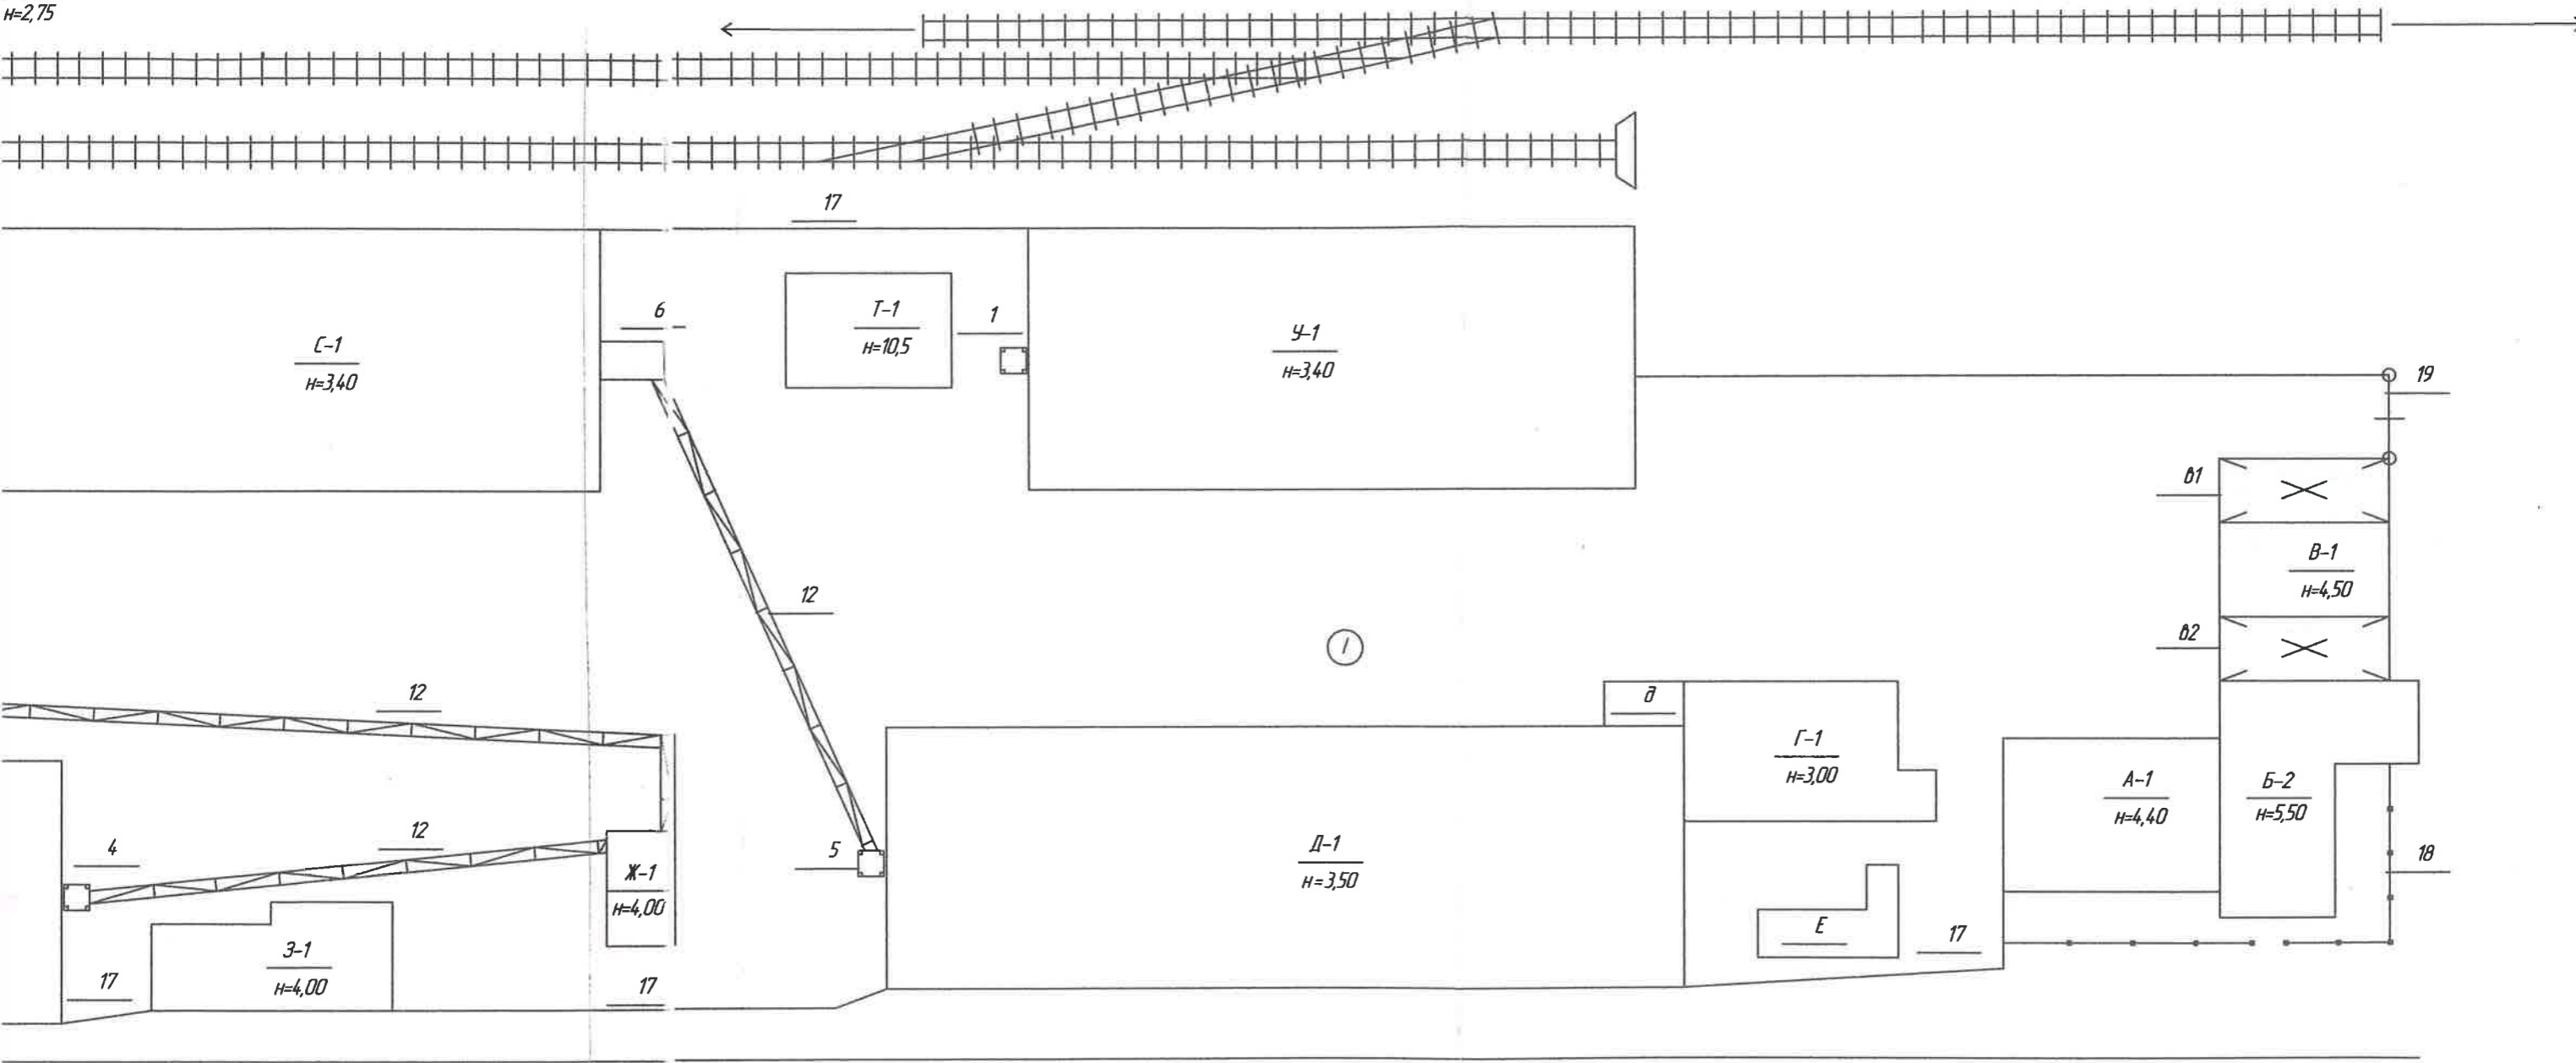 н=2,75
17
6
Т-1
н=10,5
1
С-1
н=3,40
У-1
н=3,40
19
в1
В-1
н=4,50
12
в2
1
12
д
Г-1
н=3,00
А-1
н=4,40
Б-2
н=5,50
4
12
5
Д-1
н=3,50
18
Ж-1
н=4,00
Е
17
З-1
н=4,00
17
17